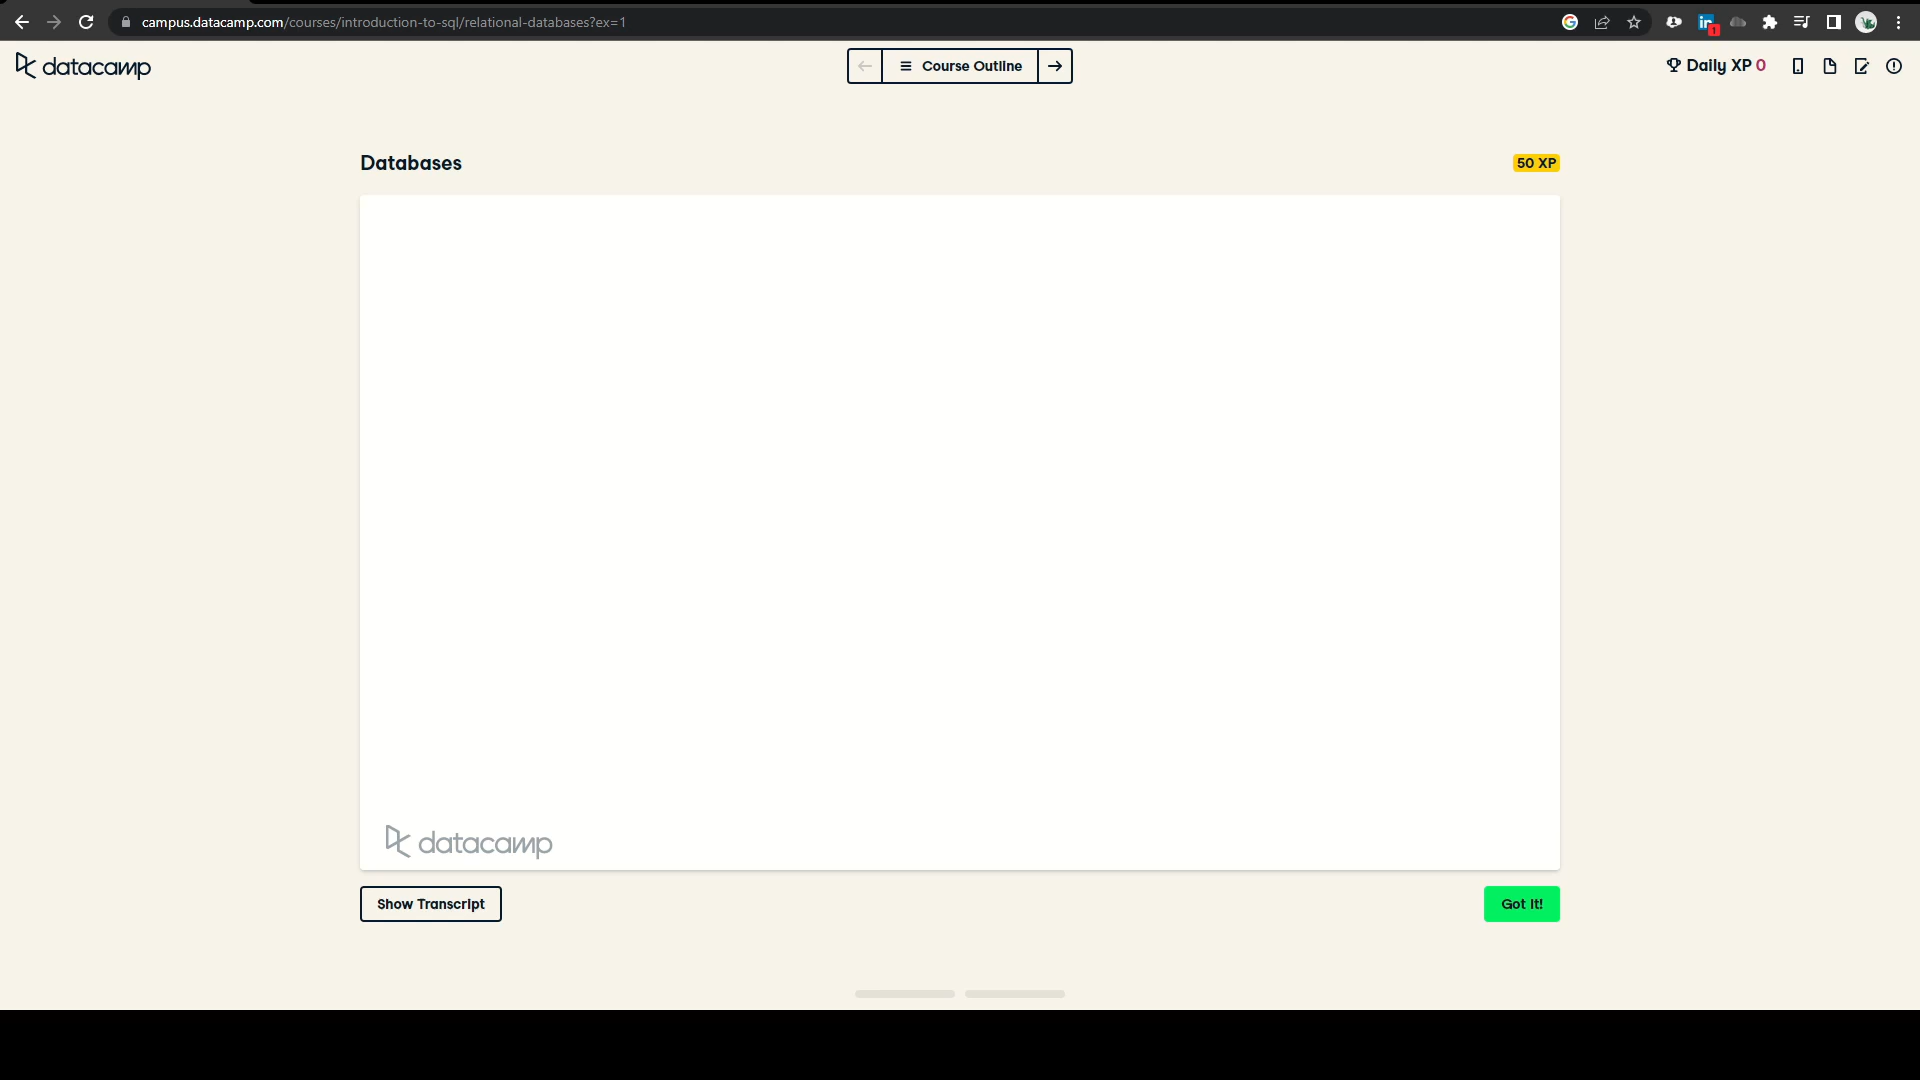 campus.datacamp.com/courses/introduction-to-sql/relational-databases?ex=1
datacamp
Course Outline
Daily XP 0
Databases
50 XP
datacamp
Show Transcript
Got it!